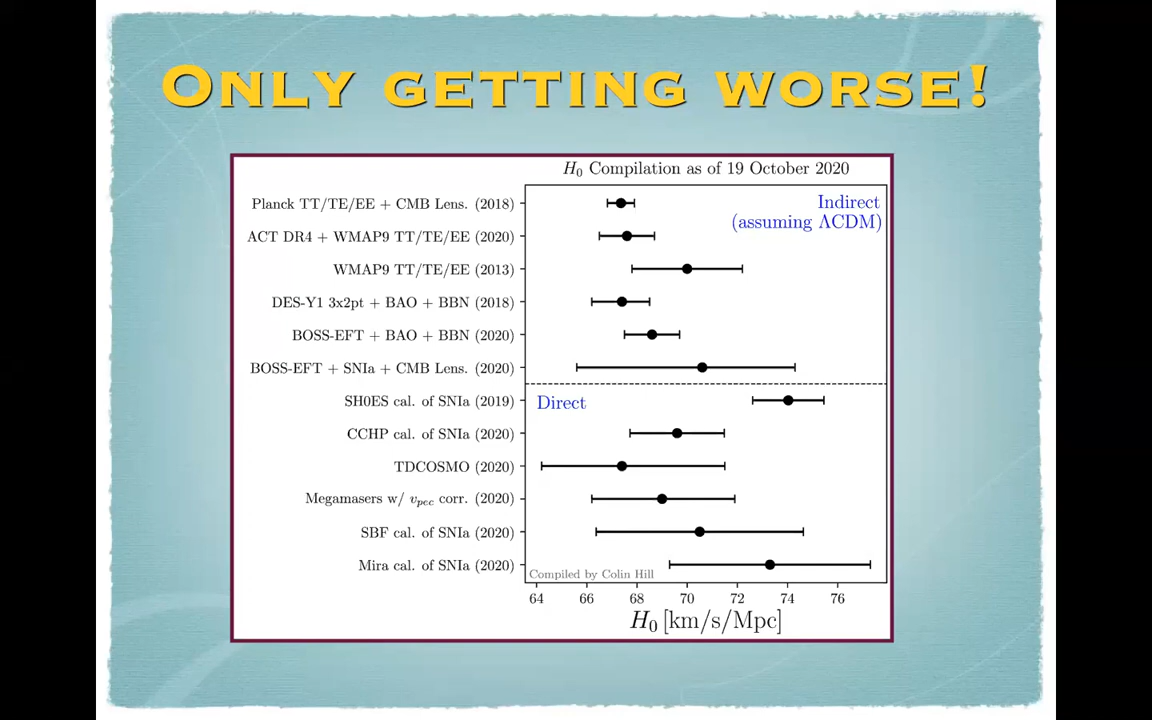 ONLY GETTING WORSE!
H₀ Compilation as of 19 October 2020
Planck TT/TE/EE + CMB Lens. (2018)
Indirect
(assuming ΛCDM)
ACT DR4 + WMAP9 TT/TE/EE (2020)
WMAP9 TT/TE/EE (2013)
DES-Y1 3x2pt + BAO + BBN (2018)
BOSS-EFT + BAO + BBN (2020)
BOSS-EFT + SNIa + CMB Lens. (2020)
SH0ES cal. of SNIa (2019)
Direct
CCHP cal. of SNIa (2020)
TDCOSMO (2020)
Megamasers w/ vₚₑc corr. (2020)
SBF cal. of SNIa (2020)
Mira cal. of SNIa (2020)
Compiled by Colin Hill
64 66 68 70 72 74 76
H₀ [km/s/Mpc]